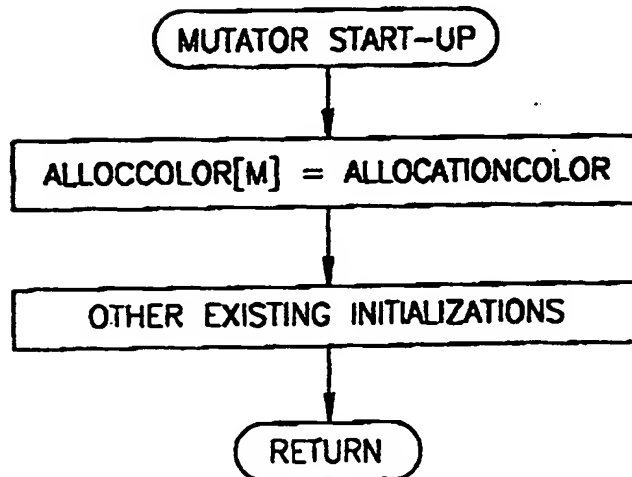 MUTATOR START-UP
ALLOCCOLOR[M] = ALLOCATIONCOLOR
OTHER EXISTING INITIALIZATIONS
RETURN